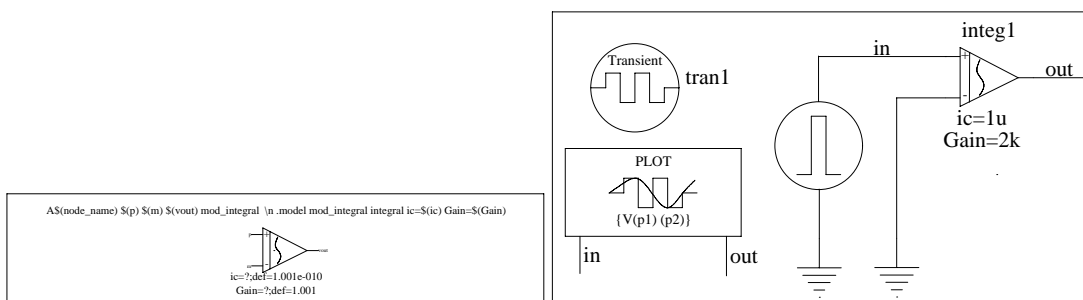 A$(node_name) $(p) $(m) $(vout) mod_integral \n .model mod_integral integral ic=$(ic) Gain=$(Gain)
+
-
ic=?;def=1.001e-010
Gain=?;def=1.001
Transient
tran1
PLOT
{V(p1) (p2)}
in
out
in
integ1
+
-
out
ic=1u
Gain=2k